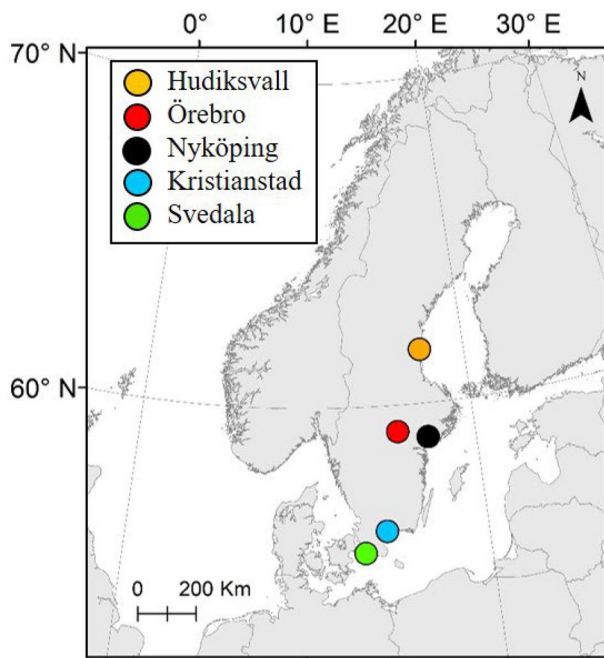 0° 10° E 20° E 30° E
70° N
N
Hudiksvall
Örebro
Nyköping
Kristianstad
Svedala
60° N
0 200 Km